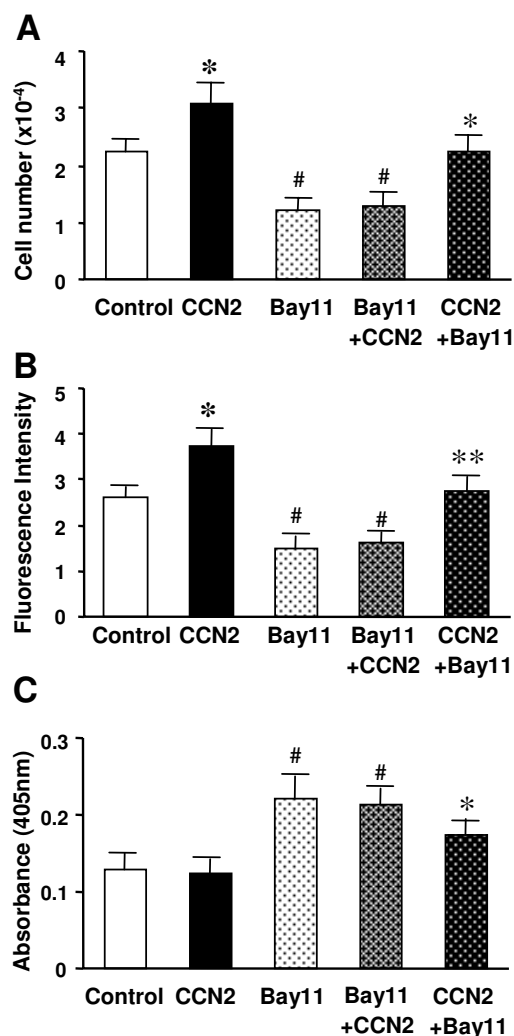 A
Cell number (x10-4)
4
3
2
1
0
*
#
#
*
Control CCN2 Bay11 Bay11 CCN2
+CCN2 +Bay11
B
Fluorescence Intensity
5
4
3
2
1
0
*
#
#
**
Control CCN2 Bay11 Bay11 CCN2
+CCN2 +Bay11
C
Absorbance (405nm)
0.3
0.2
0.1
0
#
#
*
Control CCN2 Bay11 Bay11 CCN2
+CCN2 +Bay11